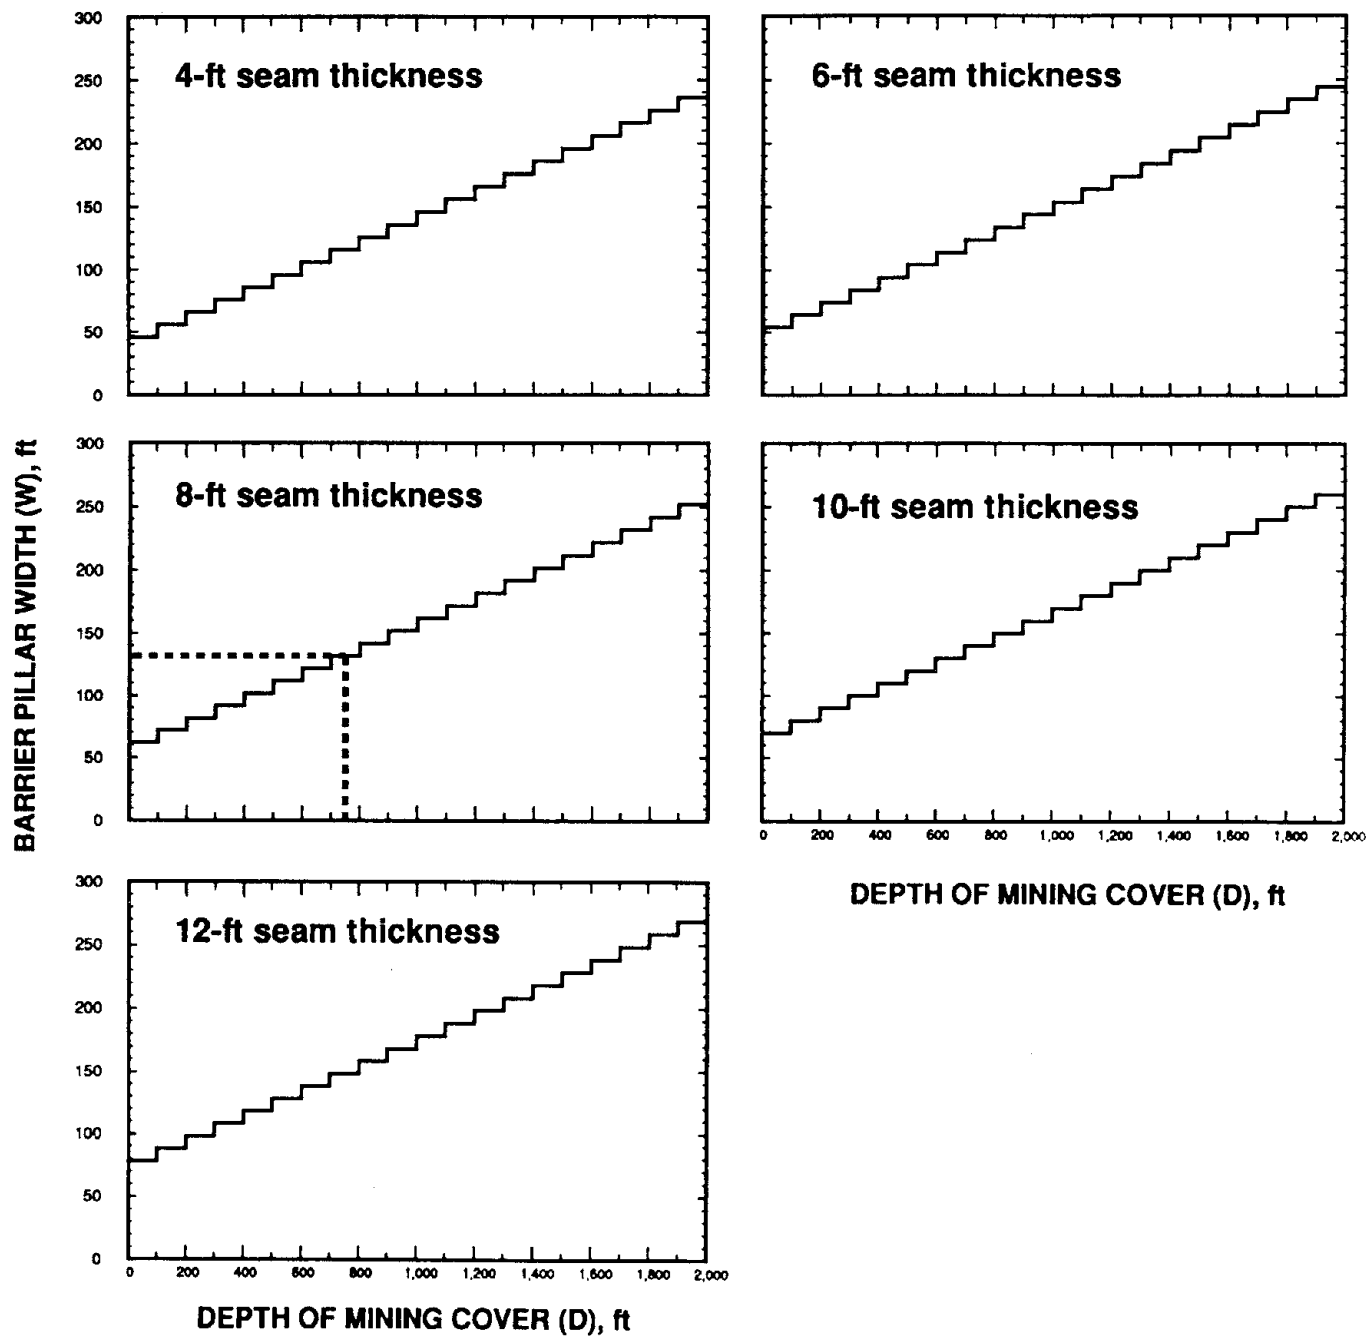 300
250
200
150
100
50
0
4-ft seam thickness
6-ft seam thickness
BARRIER PILLAR WIDTH (W), ft
300
250
200
150
100
50
0
8-ft seam thickness
10-ft seam thickness
0 200 400 600 800 1,000 1,200 1,400 1,600 1,800 2,000
DEPTH OF MINING COVER (D), ft
300
250
200
150
100
50
0
12-ft seam thickness
0 200 400 600 800 1,000 1,200 1,400 1,600 1,800 2,000
DEPTH OF MINING COVER (D), ft